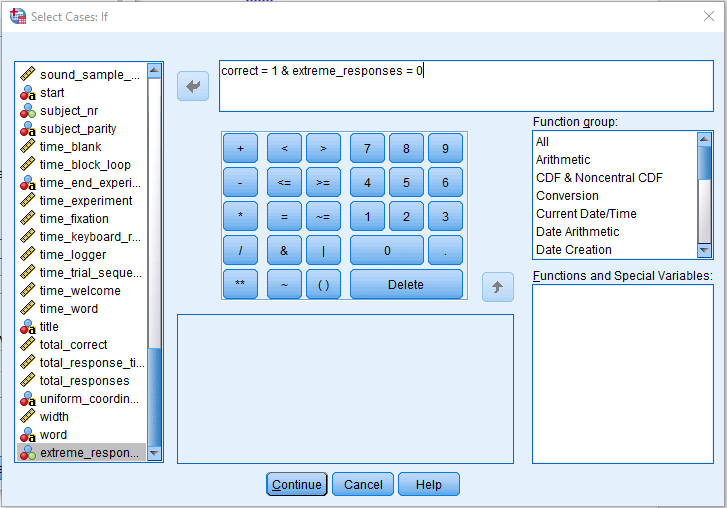 Select Cases: If
correct = 1 & extreme_responses = 0
sound_sample_...
start
subject_nr
subject_parity
time_blank
time_block_loop
time_end_experi...
time_experiment
time_fixation
time_keyboard_r...
time_logger
time_trial_seque...
time_welcome
time_word
title
total_correct
total_response_ti...
total_responses
uniform_coordin...
width
word
extreme_respon...
+ < > 7 8 9
- <= >= 4 5 6
* = ~= 1 2 3
/ & | 0 .
** ~ ( ) Delete
Function group:
All
Arithmetic
CDF & Noncentral CDF
Conversion
Current Date/Time
Date Arithmetic
Date Creation
Functions and Special Variables:
Continue Cancel Help